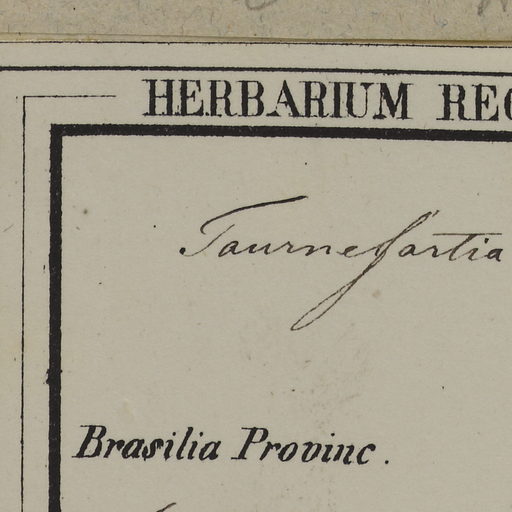 HERBARIUM REG
Tournefortia
Brasilia Provinc.